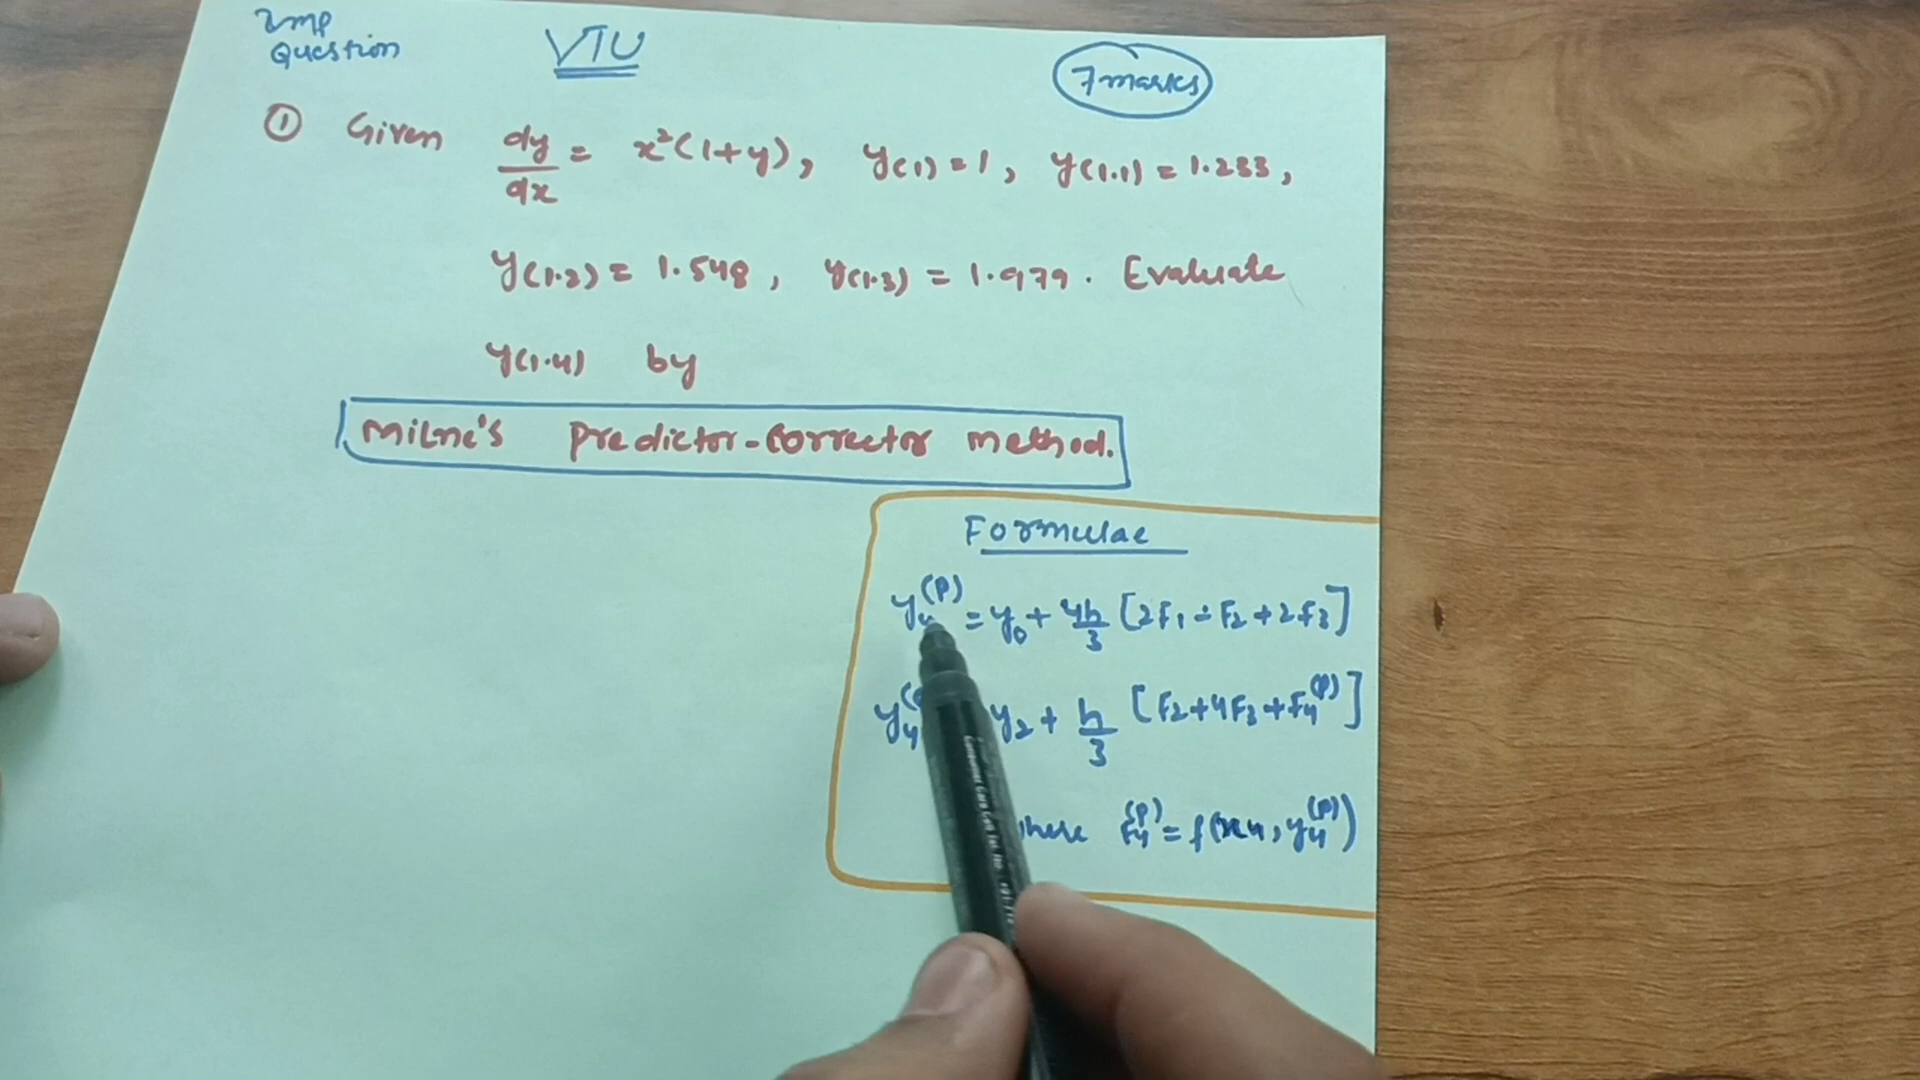 Imp
Question
VTU
7 marks
① Given dy/dx = x²(1+y), y(1) = 1, y(1.1) = 1.233,
y(1.2) = 1.548, y(1.3) = 1.979. Evaluate
y(1.4) by
Milne's Predictor-Corrector method.
Formulae
y₄⁽ᴾ⁾ = y₀ + 4h/3 [2F₁ - F₂ + 2F₃]
y₄ y₂ + h/3 [F₂ + 4F₃ + F₄⁽ᴾ⁾]
F₄⁽ᴾ⁾ = f(x₄, y₄⁽ᴾ⁾)